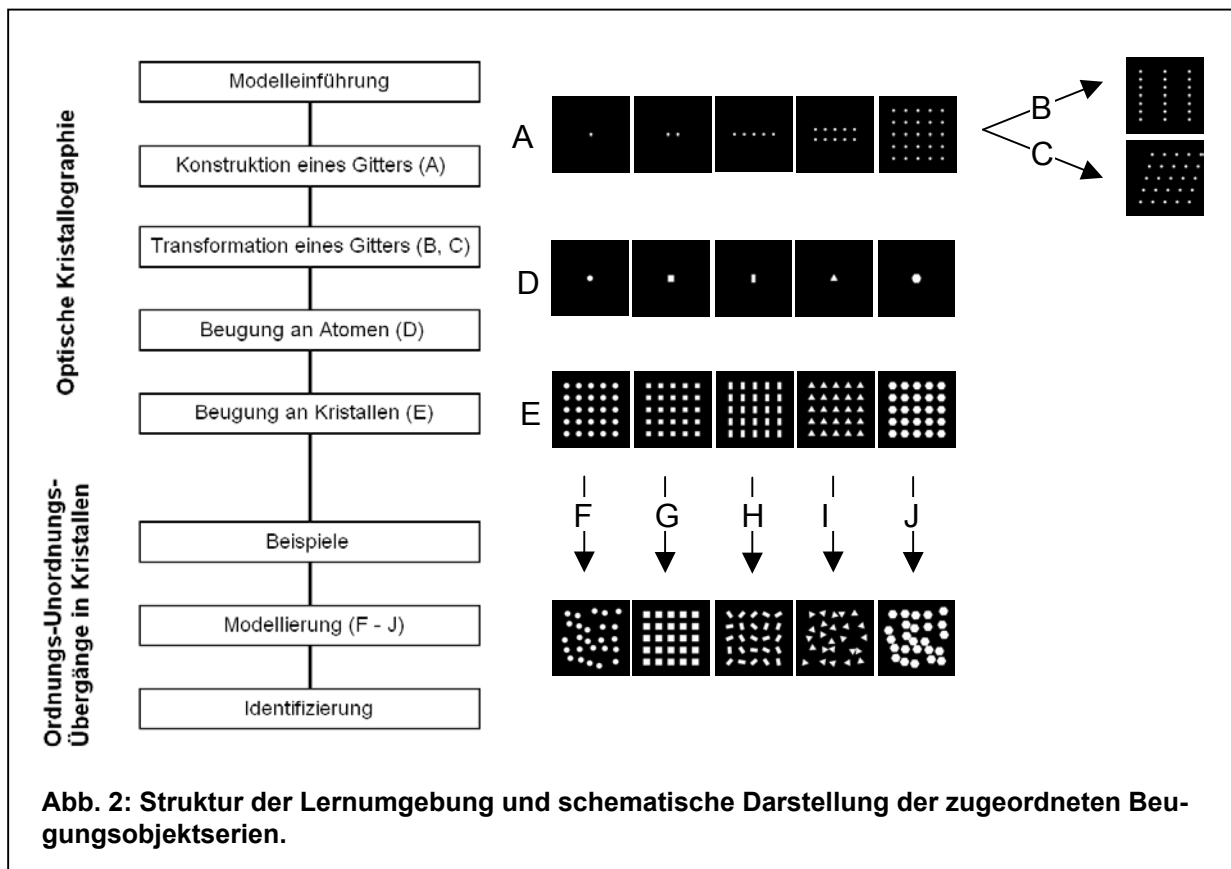 Optische Kristallographie
Modelleinführung
Konstruktion eines Gitters (A)
Transformation eines Gitters (B, C)
Beugung an Atomen (D)
Beugung an Kristallen (E)
Ordnungs-Unordnungs-
Übergänge in Kristallen
Beispiele
Modellierung (F - J)
Identifizierung
A
B
C
D
E
F G H I J
Abb. 2: Struktur der Lernumgebung und schematische Darstellung der zugeordneten Beu-
gungsobjektserien.